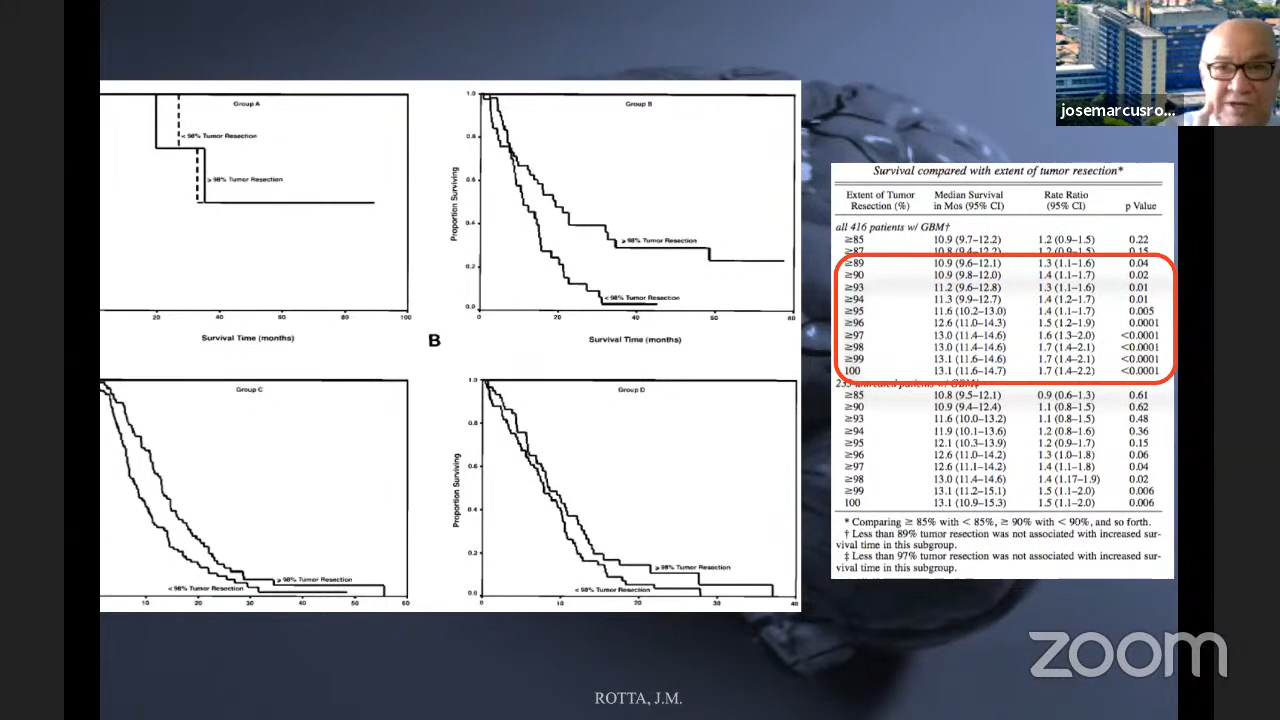 josemarcusro...
Group A
< 98% Tumor Resection
> 98% Tumor Resection
20
40
60
80
100
Survival Time (months)
Group B
1.0
0.8
0.6
0.4
0.2
0.0
Proportion Surviving
> 98% Tumor Resection
< 98% Tumor Resection
0
20
40
60
80
Survival Time (months)
B
Group C
> 98% Tumor Resection
< 98% Tumor Resection
10
20
30
40
50
60
Group D
1.0
0.8
0.6
0.4
0.2
0.0
Proportion Surviving
> 98% Tumor Resection
< 98% Tumor Resection
0
10
20
30
40
Survival compared with extent of tumor resection*
Extent of Tumor Resection (%) Median Survival in Mos (95% CI) Rate Ratio (95% CI) p Value
all 416 patients w/ GBM†
≥85 10.9 (9.7–12.2) 1.2 (0.9–1.5) 0.22
≥87 10.8 (9.4–12.2) 1.2 (0.9–1.5) 0.15
≥89 10.9 (9.6–12.1) 1.3 (1.1–1.6) 0.04
≥90 10.9 (9.8–12.0) 1.4 (1.1–1.7) 0.02
≥93 11.2 (9.6–12.8) 1.3 (1.1–1.6) 0.01
≥94 11.3 (9.9–12.7) 1.4 (1.2–1.7) 0.01
≥95 11.6 (10.2–13.0) 1.4 (1.1–1.7) 0.005
≥96 12.6 (11.0–14.3) 1.5 (1.2–1.9) 0.0001
≥97 13.0 (11.4–14.6) 1.6 (1.3–2.0) <0.0001
≥98 13.0 (11.4–14.6) 1.7 (1.4–2.1) <0.0001
≥99 13.1 (11.6–14.6) 1.7 (1.4–2.1) <0.0001
100 13.1 (11.6–14.7) 1.7 (1.4–2.2) <0.0001
untreated patients w/ GBM‡
≥85 10.8 (9.5–12.1) 0.9 (0.6–1.3) 0.61
≥90 10.9 (9.4–12.4) 1.1 (0.8–1.5) 0.62
≥93 11.6 (10.0–13.2) 1.1 (0.8–1.5) 0.48
≥94 11.9 (10.1–13.6) 1.2 (0.8–1.6) 0.36
≥95 12.1 (10.3–13.9) 1.2 (0.9–1.7) 0.15
≥96 12.6 (11.0–14.2) 1.3 (1.0–1.8) 0.06
≥97 12.6 (11.1–14.2) 1.4 (1.1–1.8) 0.04
≥98 13.0 (11.4–14.6) 1.4 (1.17–1.9) 0.02
≥99 13.1 (11.2–15.1) 1.5 (1.1–2.0) 0.006
100 13.1 (10.9–15.3) 1.5 (1.1–2.0) 0.006
* Comparing ≥ 85% with < 85%, ≥ 90% with < 90%, and so forth.
† Less than 89% tumor resection was not associated with increased sur-
vival time in this subgroup.
‡ Less than 97% tumor resection was not associated with increased sur-
vival time in this subgroup.
zoom
ROTTA, J.M.